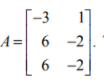 A = [ -3 1
6 -2
6 -2 ] .